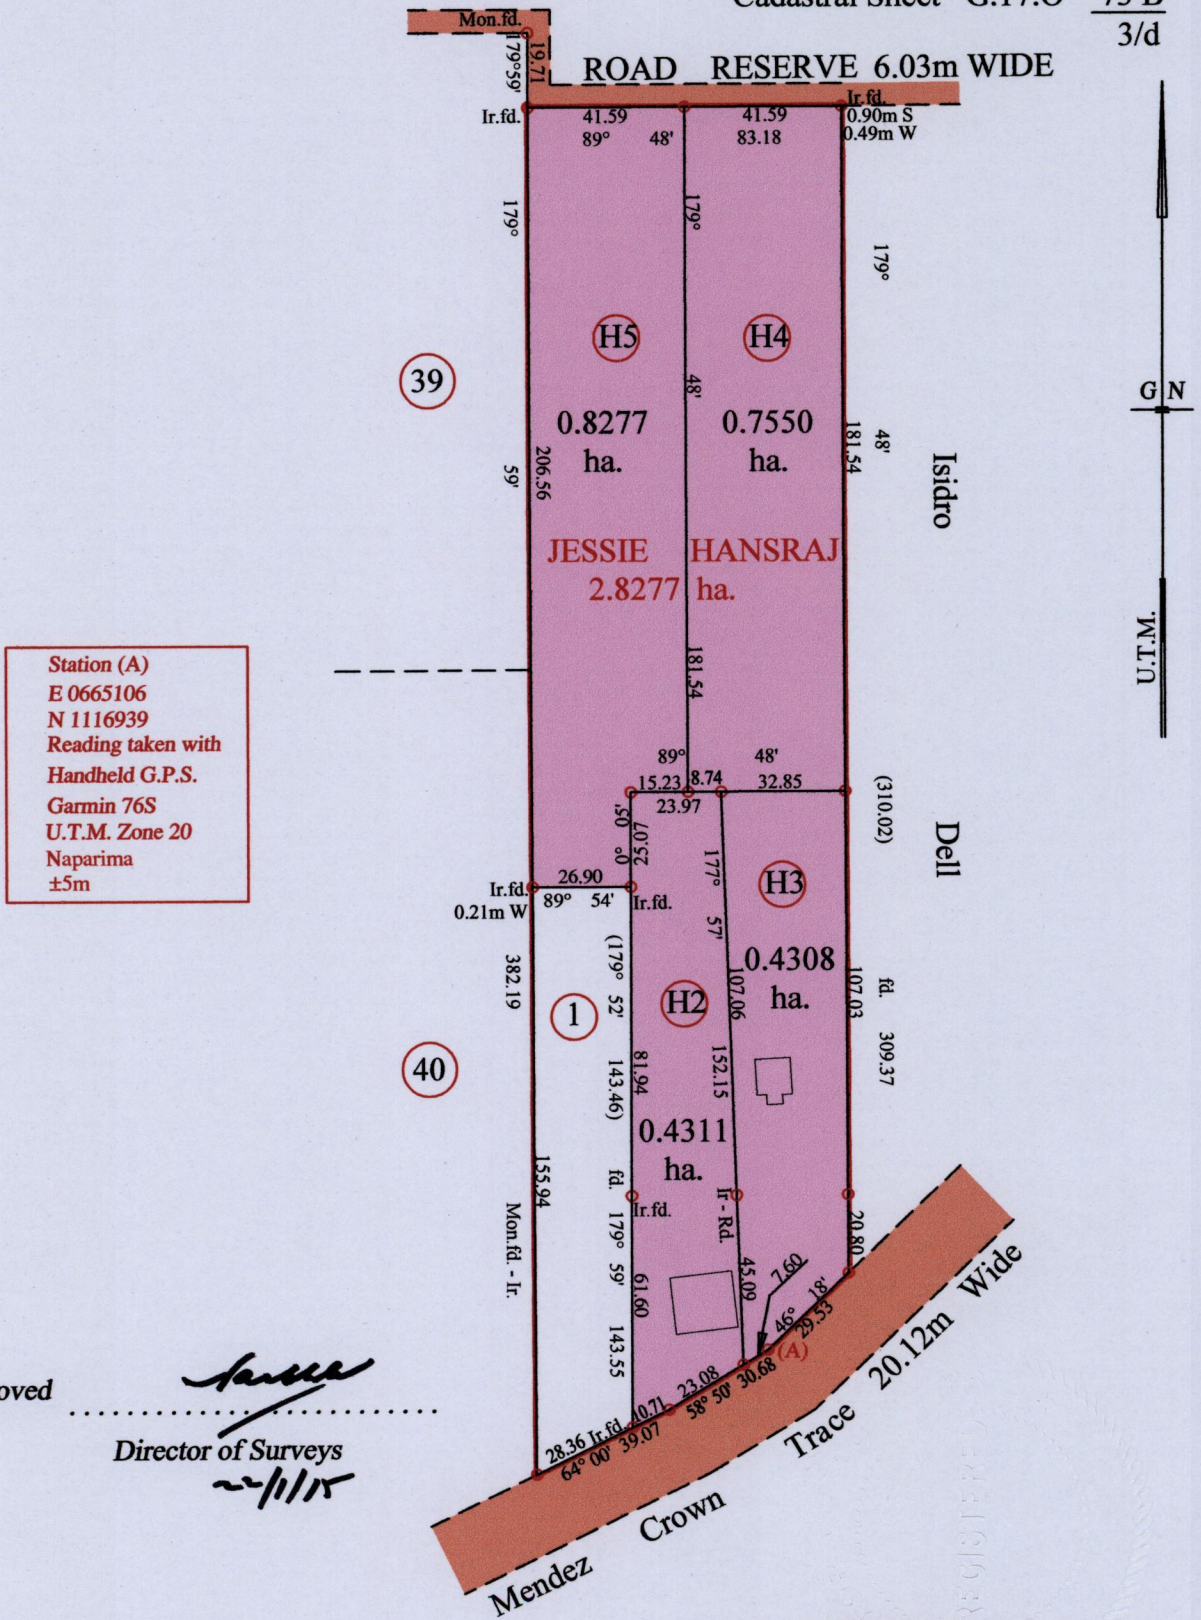 Cadastral Sheet G.17.O 73 B
3/d
Mon.fd.
179°59'
19.71
ROAD RESERVE 6.03m WIDE
Ir.fd.
41.59
41.59
Ir.fd.
0.90m S
0.49m W
89° 48'
83.18
179°
179°
179°
H5
H4
39
48'
G N
0.8277
ha.
0.7550
ha.
48'
181.54
59'
206.56
Isidro
JESSIE HANSRAJ
2.8277 ha.
181.54
U.T.M.
Station (A)
E 0665106
N 1116939
Reading taken with
Handheld G.P.S.
Garmin 76S
U.T.M. Zone 20
Naparima
±5m
89° 48'
15.23
8.74
32.85
23.97
0° 05'
25.07
(310.02)
Dell
26.90
89° 54'
Ir.fd.
0.21m W
Ir.fd.
177° 57'
H3
0.4308
ha.
382.19
(179° 52' 143.46)
fd. 179° 59' 143.55
1
H2
107.06
107.03
fd. 309.37
40
81.94
152.15
0.4311
ha.
155.94
Mon.fd. - Ir.
Ir.fd.
Ir - Rd.
61.60
45.09
7.60
20.80
46° 18'
29.53
(A)
23.08
58° 50' 30.68
10.71
28.36 Ir.fd.
64° 00' 39.07
Mendez Crown Trace 20.12m Wide
oved
Director of Surveys
22/1/15